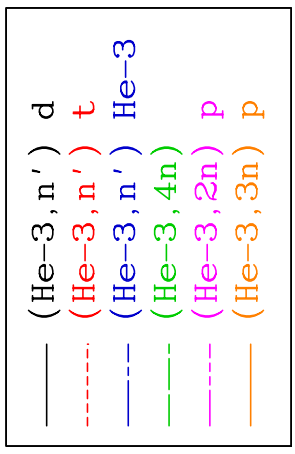 (He-3,n') d
(He-3,n') t
(He-3,n') He-3
(He-3,4n)
(He-3,2n) p
(He-3,3n) p